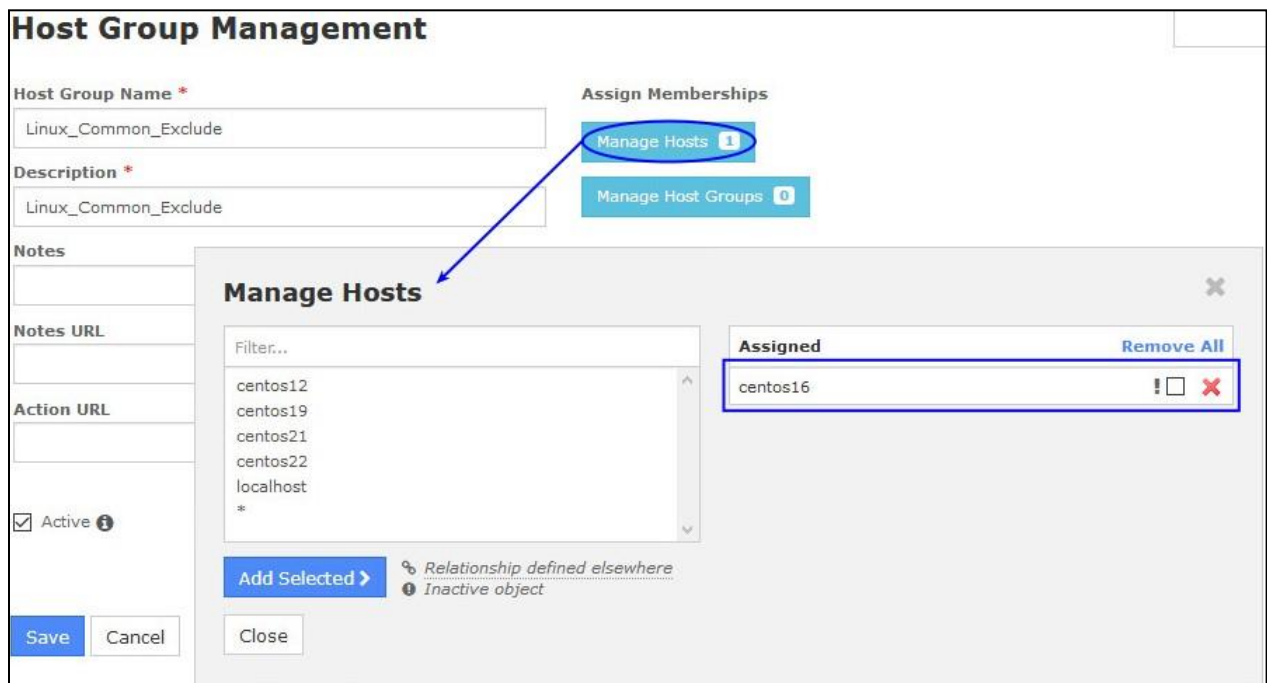 Host Group Management
Host Group Name *
Linux_Common_Exclude
Description *
Linux_Common_Exclude
Notes
Notes URL
Action URL
Active
Save Cancel
Assign Memberships
Manage Hosts 1
Manage Host Groups 0
Manage Hosts
Filter...
centos12
centos19
centos21
centos22
localhost
*
Add Selected
Relationship defined elsewhere
Inactive object
Close
Assigned Remove All
centos16 !